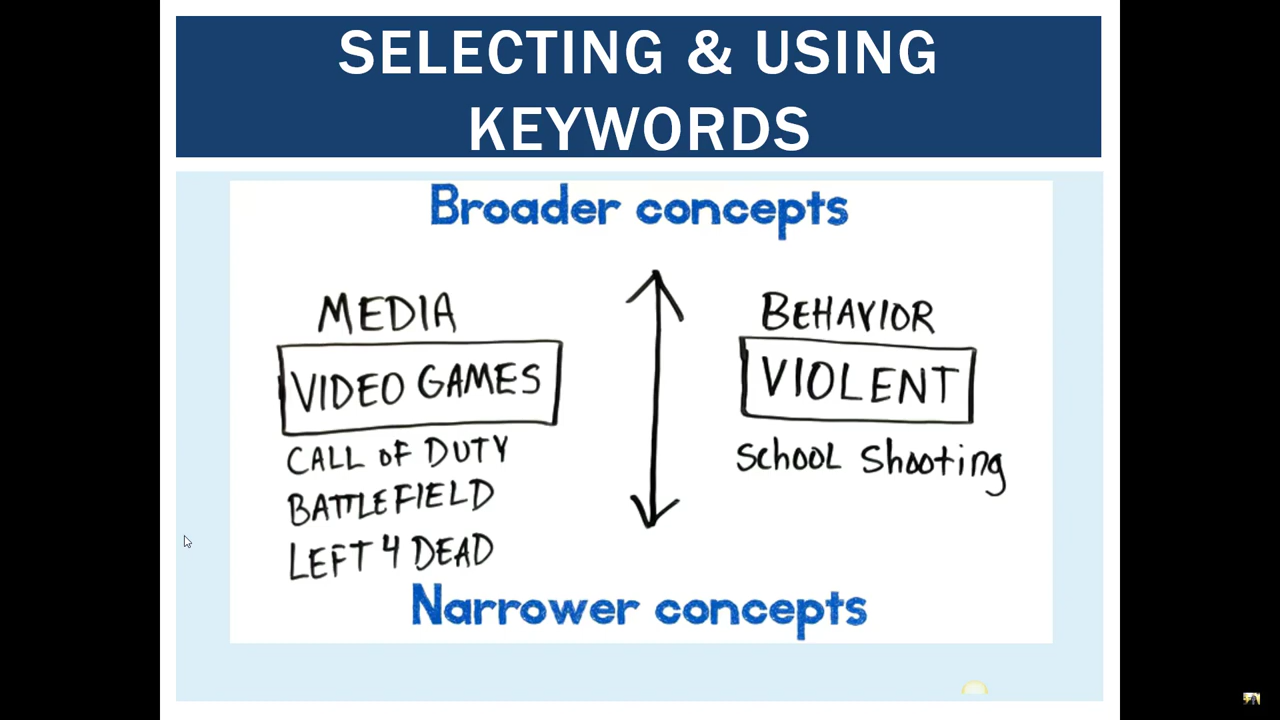 SELECTING & USING
KEYWORDS
Broader concepts
MEDIA
VIDEO GAMES
CALL OF DUTY
BATTLEFIELD
LEFT 4 DEAD
BEHAVIOR
VIOLENT
SCHOOL Shooting
Narrower concepts